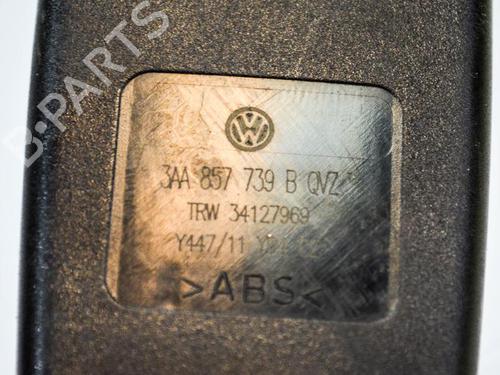 B-PARTS
3AA 857 739 B QVZ
TRW 34127969
Y447/11
>ABS<